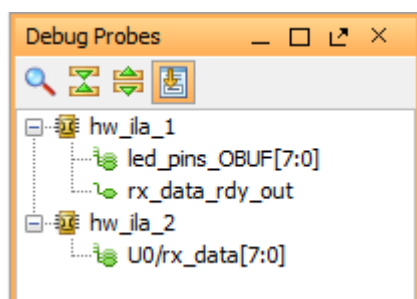 Debug Probes
hw_ila_1
led_pins_OBUF[7:0]
rx_data_rdy_out
hw_ila_2
U0/rx_data[7:0]